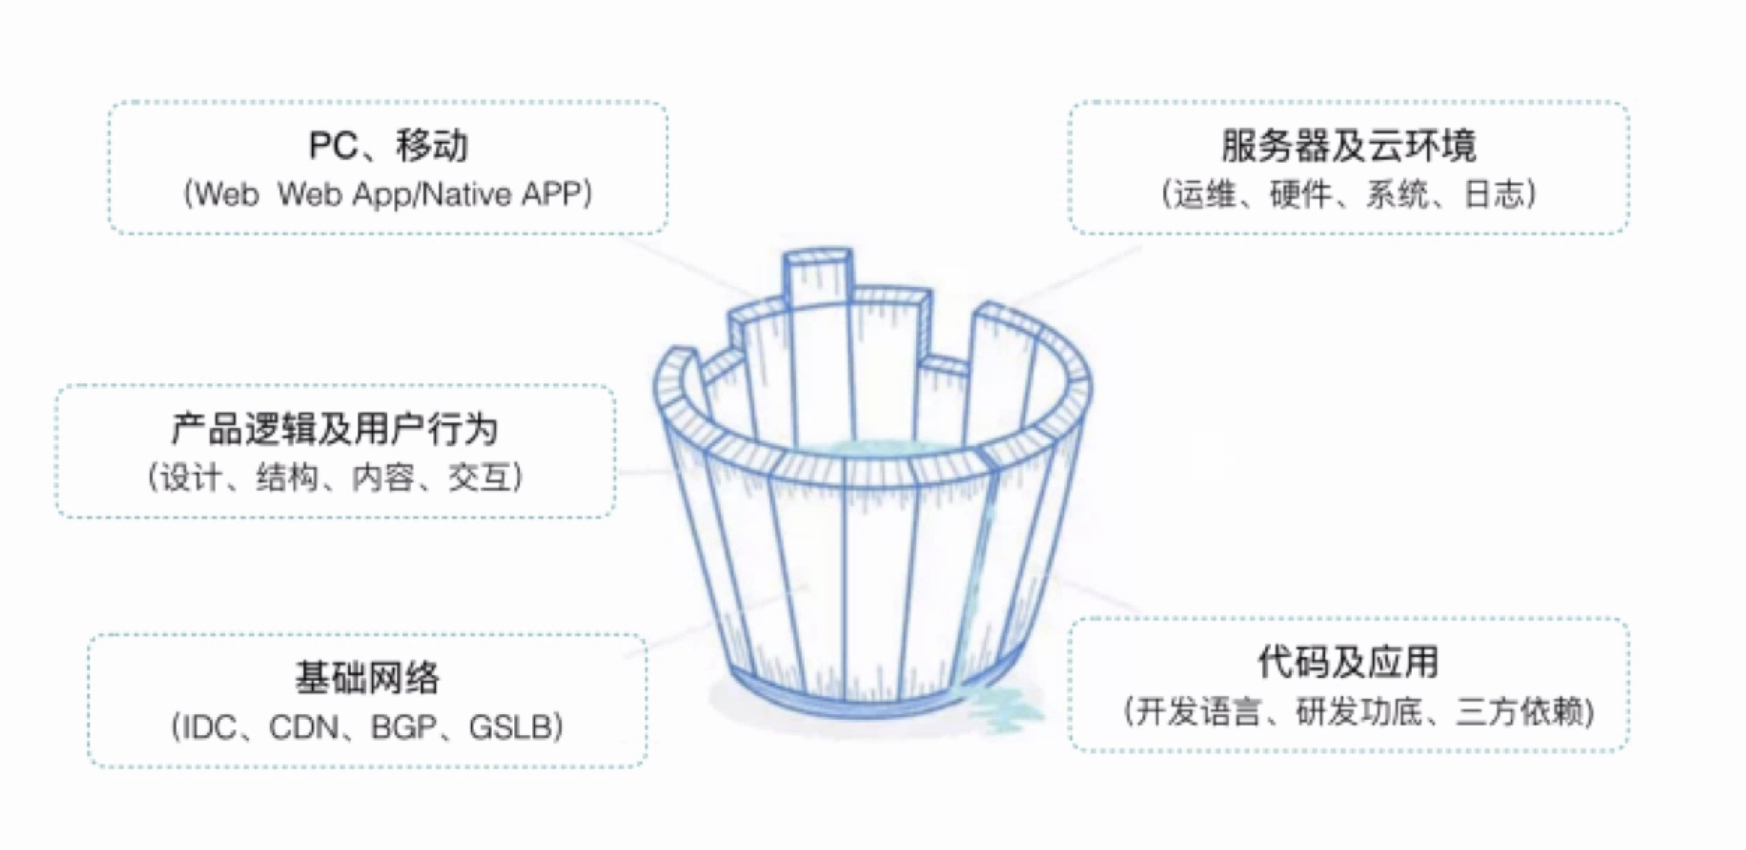 PC、移动
(Web  Web App/Native APP)
服务器及云环境
(运维、硬件、系统、日志)
产品逻辑及用户行为
(设计、结构、内容、交互)
基础网络
(IDC、CDN、BGP、GSLB)
代码及应用
(开发语言、研发功底、三方依赖)